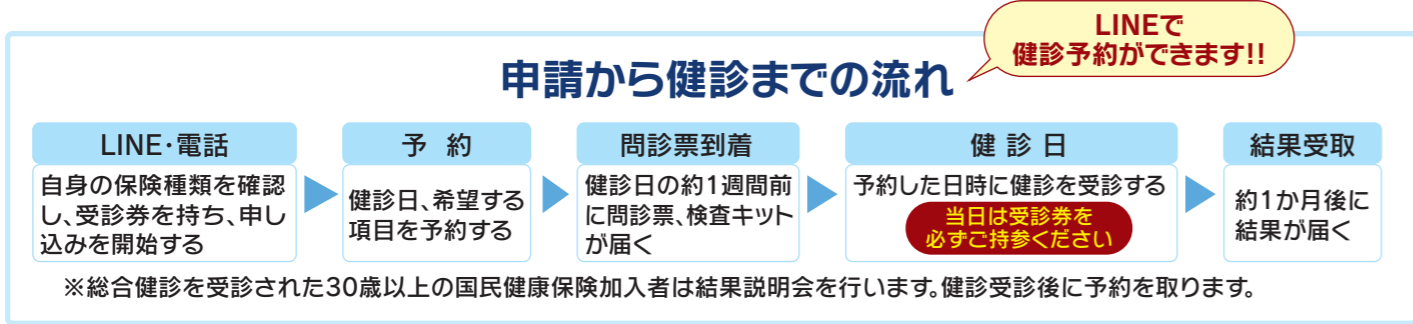 LINEで
健診予約ができます!!
申請から健診までの流れ
LINE・電話
自身の保険種類を確認
し、受診券を持ち、申し
込みを開始する
予 約
健診日、希望する
項目を予約する
問診票到着
健診日の約1週間前
に問診票、検査キット
が届く
健 診 日
予約した日時に健診を受診する
当日は受診券を
必ずご持参ください
結果受取
約1か月後に
結果が届く
※総合健診を受診された30歳以上の国民健康保険加入者は結果説明会を行います。健診受診後に予約を取ります。